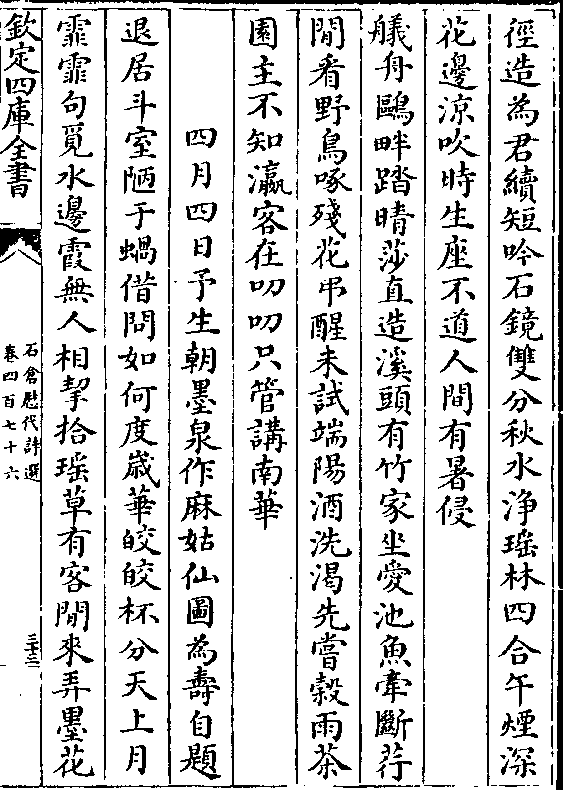 徑造為君續短吟石鏡雙分秋水浄瑶林四合午煙深
花邊涼吹時生座不道人間有暑侵
艤舟鷗畔踏晴莎直造溪頭有竹家坐愛池魚牽斷荇
閒看野鳥啄殘花弔醒未試端陽酒洗渴先嘗榖雨茶
園主不知瀛客在叨叨只管講南華
四月四日予生朝墨泉作麻姑仙圖為壽自題
退居斗室陋于蝸借問如何度嵗華皎皎杯分天上月
霏霏句覓水邊霞無人相挈拾瑶草有客閒來弄墨花
欽定四庫全書
石倉歴代詩選
卷四百七十六
三十三